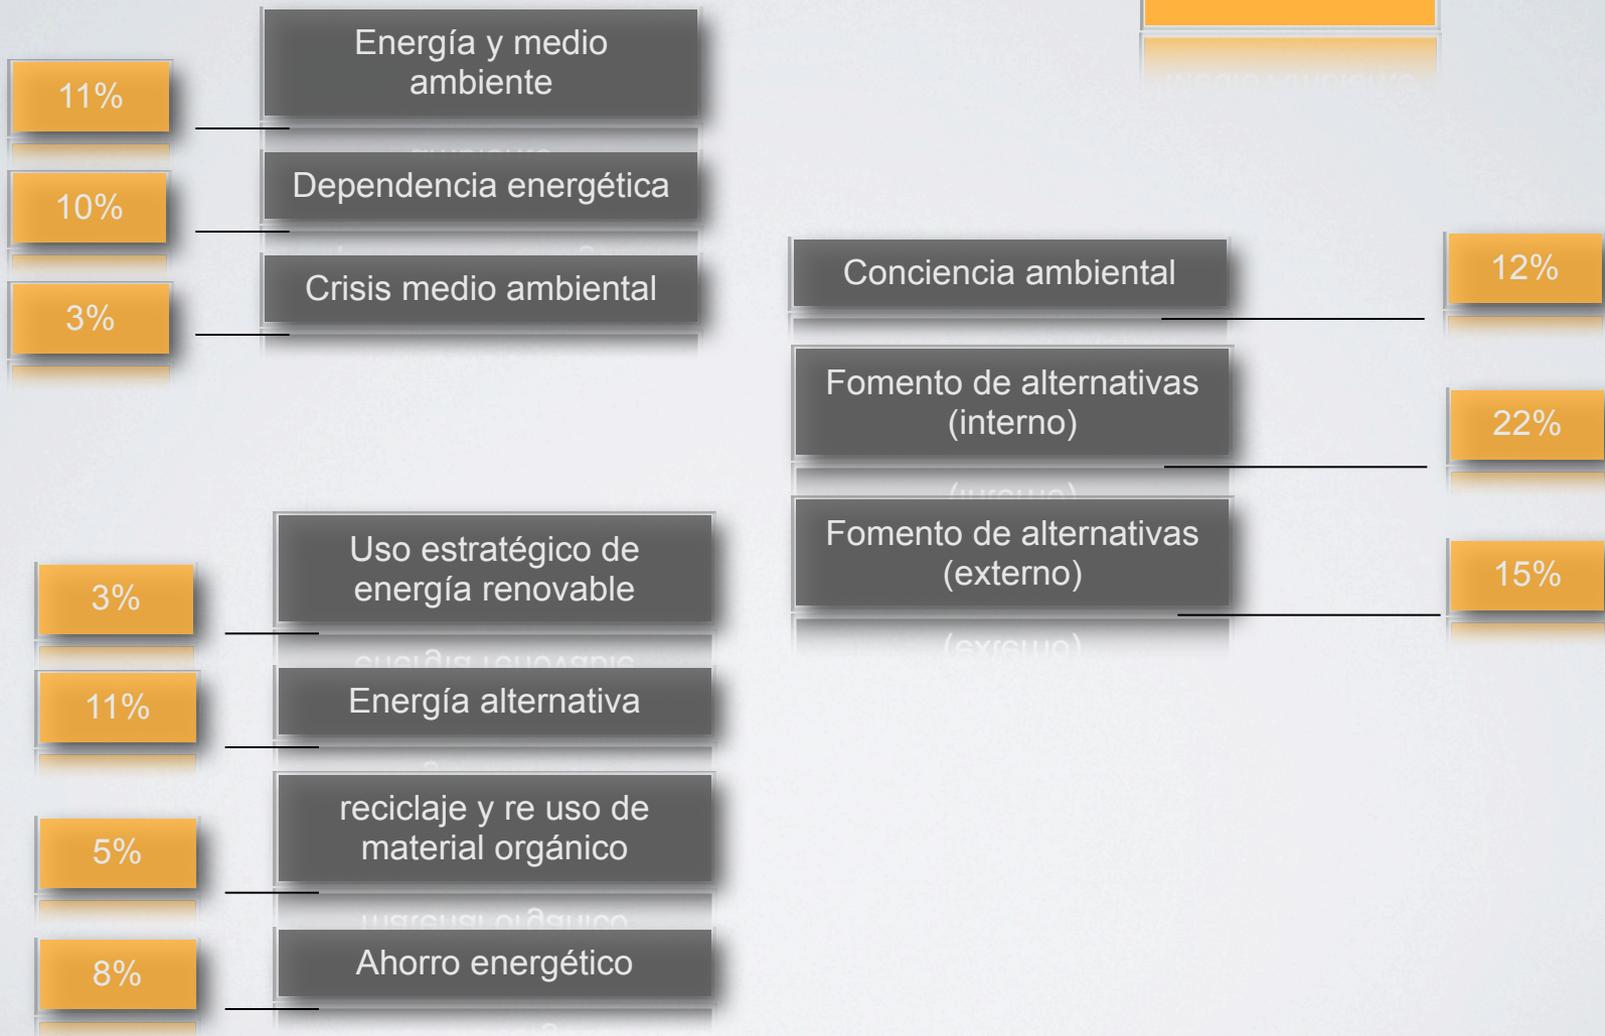 11%
Energía y medio
ambiente
10%
Dependencia energética
3%
Crisis medio ambiental
Conciencia ambiental
12%
Fomento de alternativas
(interno)
22%
Fomento de alternativas
(externo)
15%
3%
Uso estratégico de
energía renovable
11%
Energía alternativa
5%
reciclaje y re uso de
material orgánico
8%
Ahorro energético